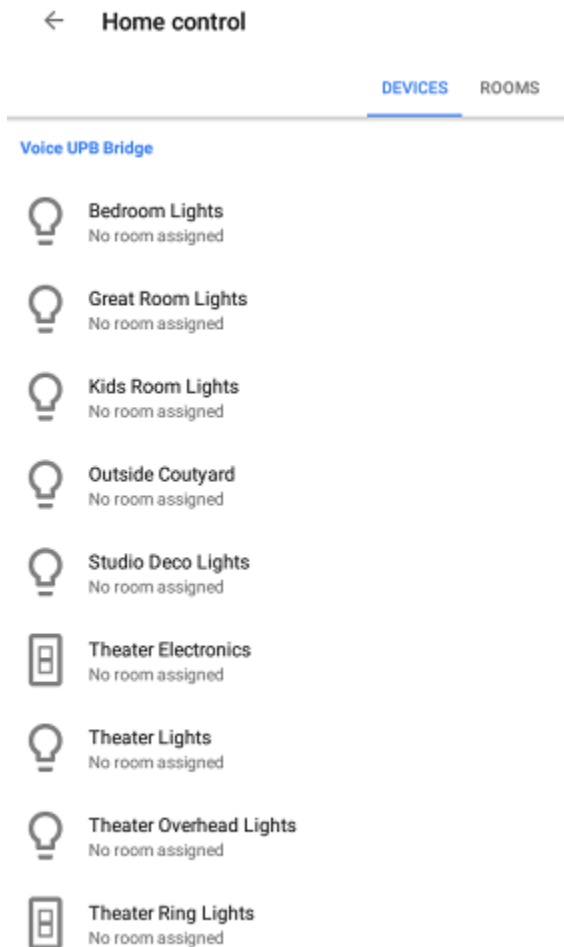 Home control
DEVICES ROOMS
Voice UPB Bridge
Bedroom Lights
No room assigned
Great Room Lights
No room assigned
Kids Room Lights
No room assigned
Outside Coutyard
No room assigned
Studio Deco Lights
No room assigned
Theater Electronics
No room assigned
Theater Lights
No room assigned
Theater Overhead Lights
No room assigned
Theater Ring Lights
No room assigned